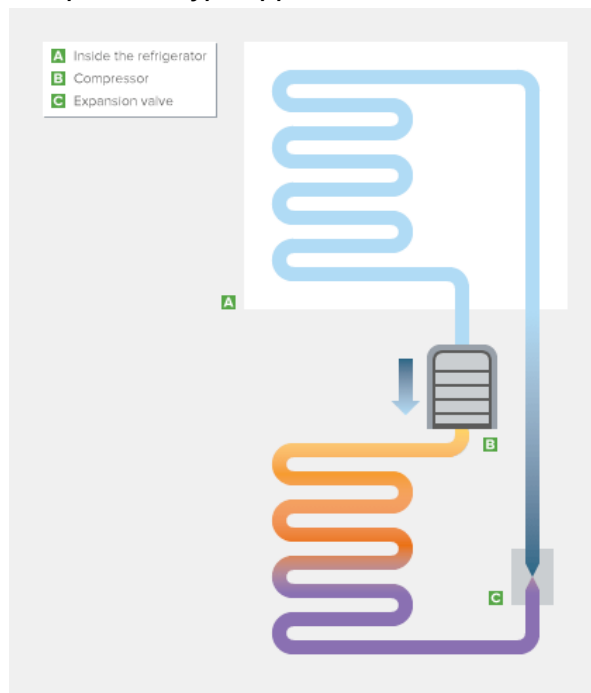 A Inside the refrigerator
B Compressor
C Expansion valve
A
B
C